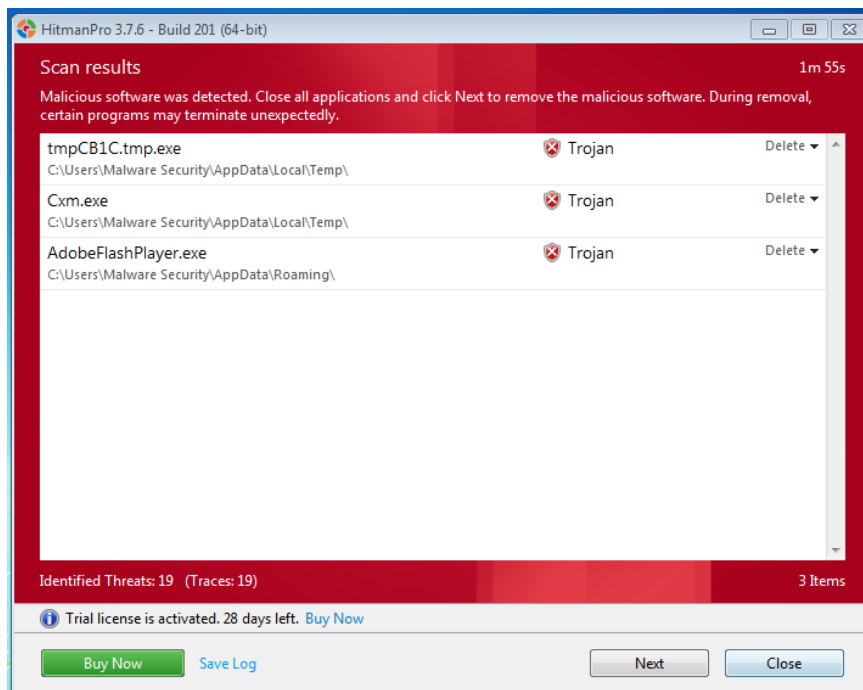 HitmanPro 3.7.6 - Build 201 (64-bit)
Scan results 1m 55s
Malicious software was detected. Close all applications and click Next to remove the malicious software. During removal,
certain programs may terminate unexpectedly.
tmpCB1C.tmp.exe Trojan Delete
C:\Users\Malware Security\AppData\Local\Temp\
Cxm.exe Trojan Delete
C:\Users\Malware Security\AppData\Local\Temp\
AdobeFlashPlayer.exe Trojan Delete
C:\Users\Malware Security\AppData\Roaming\
Identified Threats: 19 (Traces: 19) 3 Items
Trial license is activated. 28 days left. Buy Now
Buy Now Save Log Next Close